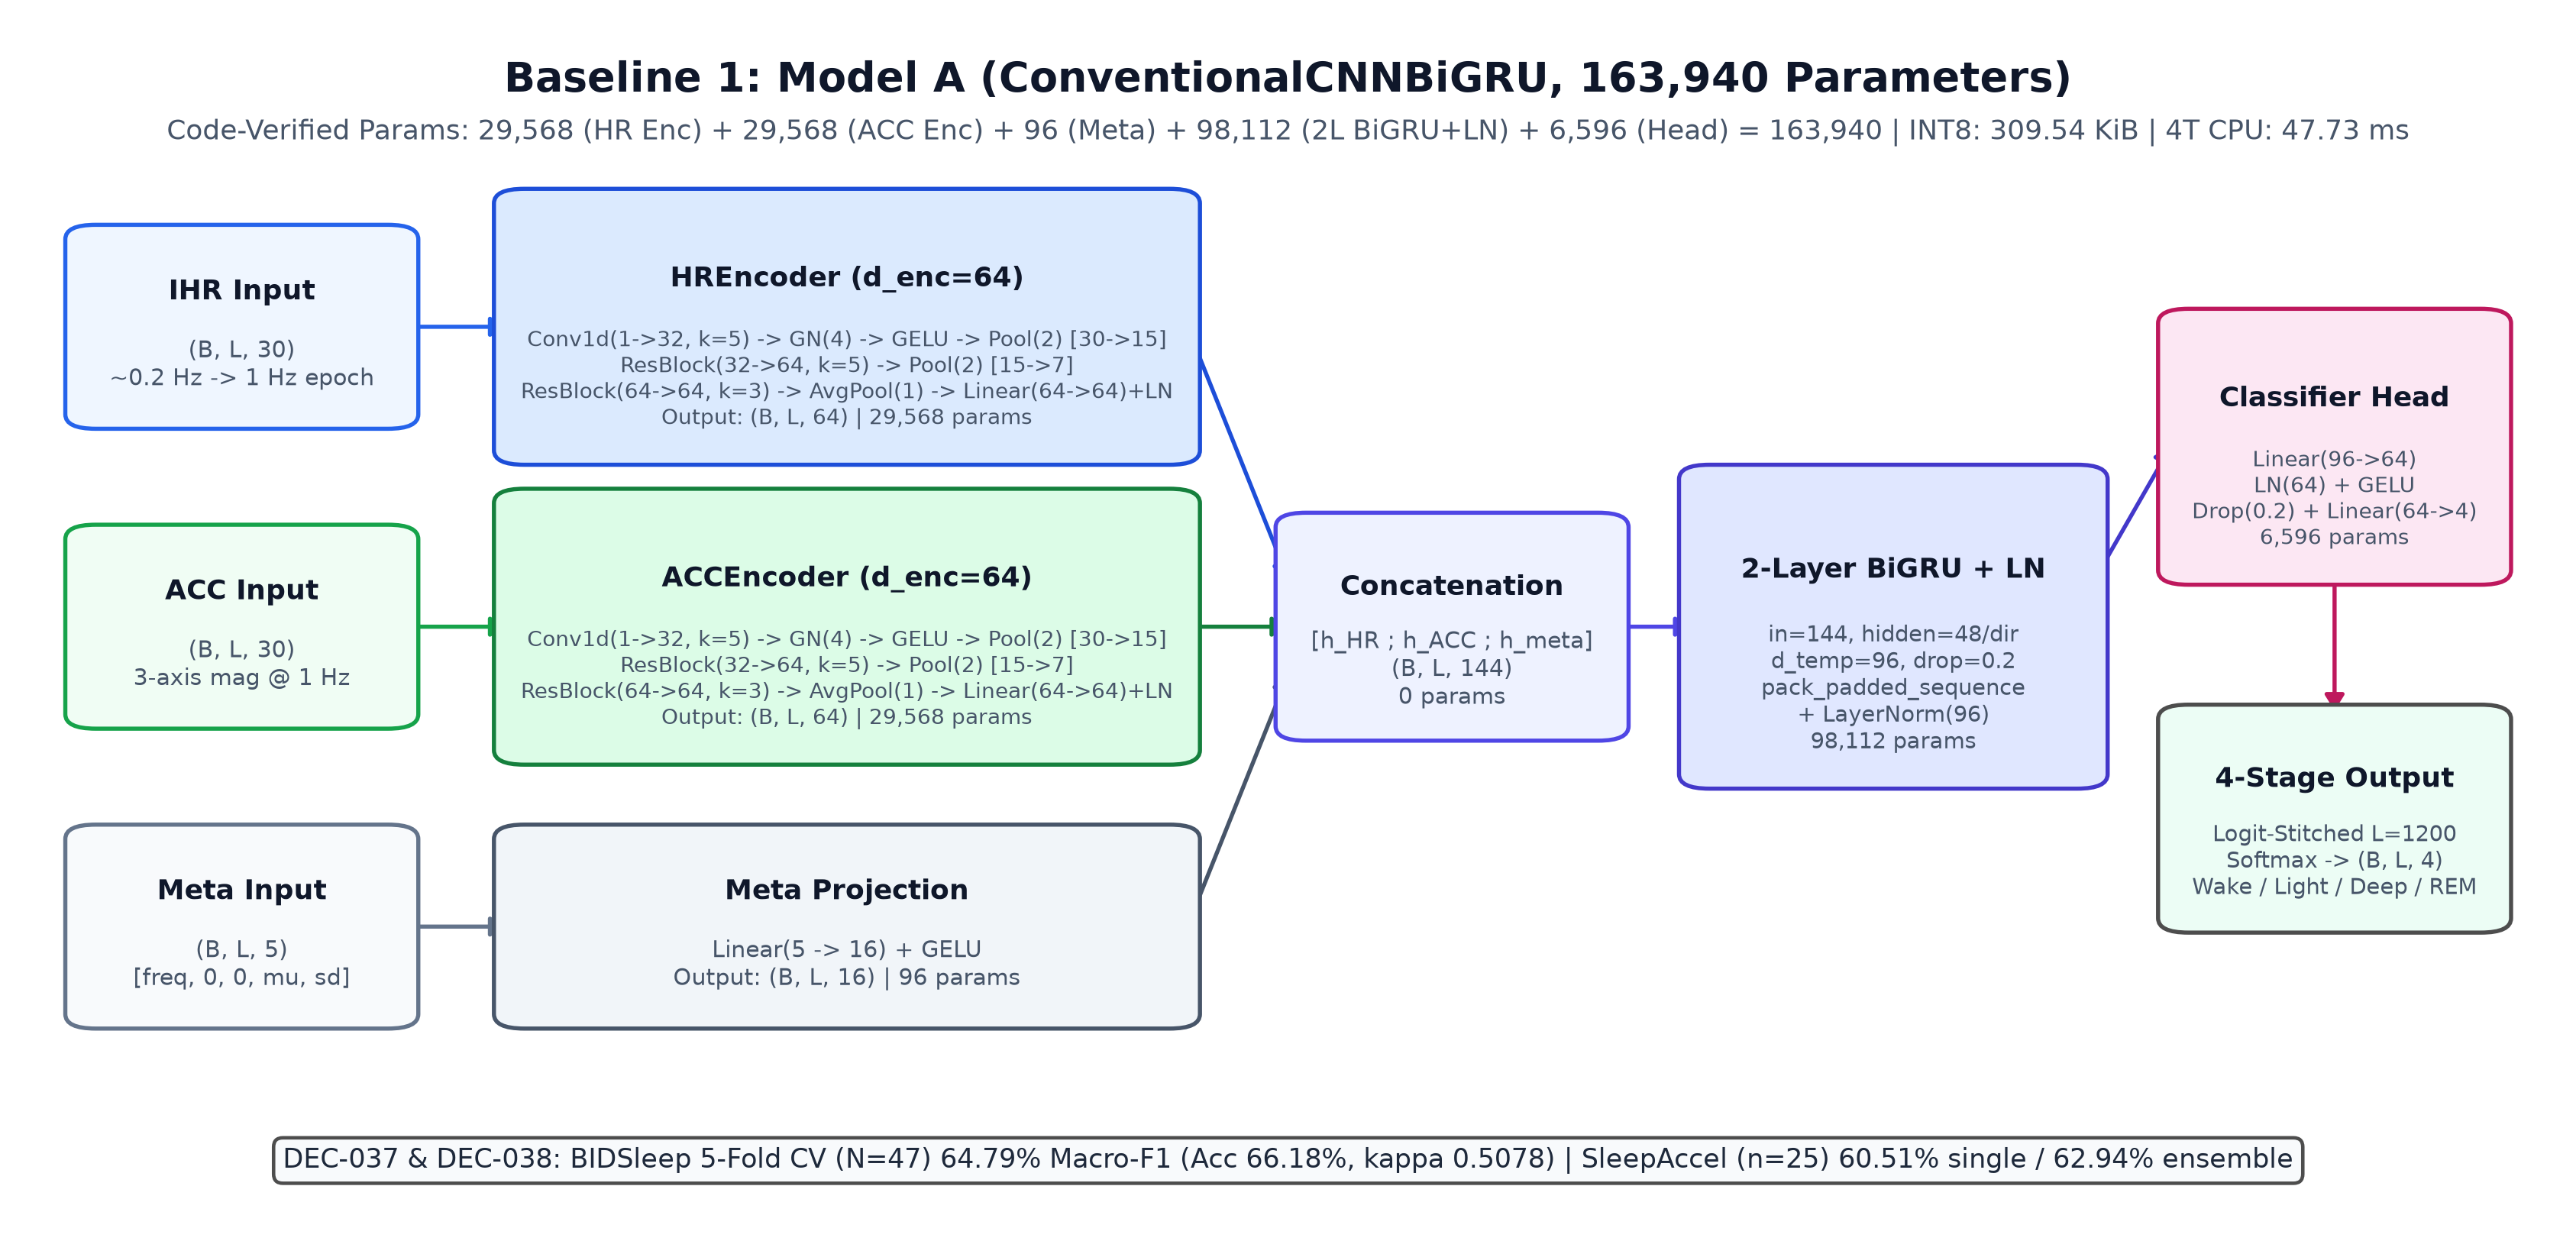 Baseline 1: Model A (ConventionalCNNBiGRU, 163,940 Parameters)
Code-Verified Params: 29,568 (HR Enc) + 29,568 (ACC Enc) + 96 (Meta) + 98,112 (2L BiGRU+LN) + 6,596 (Head) = 163,940 | INT8: 309.54 KiB | 4T CPU: 47.73 ms
IHR Input
(B, L, 30)
~0.2 Hz -> 1 Hz epoch
HREncoder (d_enc=64)
Conv1d(1->32, k=5) -> GN(4) -> GELU -> Pool(2) [30->15]
ResBlock(32->64, k=5) -> Pool(2) [15->7]
ResBlock(64->64, k=3) -> AvgPool(1) -> Linear(64->64)+LN
Output: (B, L, 64) | 29,568 params
ACC Input
(B, L, 30)
3-axis mag @ 1 Hz
ACCEncoder (d_enc=64)
Conv1d(1->32, k=5) -> GN(4) -> GELU -> Pool(2) [30->15]
ResBlock(32->64, k=5) -> Pool(2) [15->7]
ResBlock(64->64, k=3) -> AvgPool(1) -> Linear(64->64)+LN
Output: (B, L, 64) | 29,568 params
Meta Input
(B, L, 5)
[freq, 0, 0, mu, sd]
Meta Projection
Linear(5 -> 16) + GELU
Output: (B, L, 16) | 96 params
Concatenation
[h_HR ; h_ACC ; h_meta]
(B, L, 144)
0 params
2-Layer BiGRU + LN
in=144, hidden=48/dir
d_temp=96, drop=0.2
pack_padded_sequence
+ LayerNorm(96)
98,112 params
Classifier Head
Linear(96->64)
LN(64) + GELU
Drop(0.2) + Linear(64->4)
6,596 params
4-Stage Output
Logit-Stitched L=1200
Softmax -> (B, L, 4)
Wake / Light / Deep / REM
DEC-037 & DEC-038: BIDSleep 5-Fold CV (N=47) 64.79% Macro-F1 (Acc 66.18%, kappa 0.5078) | SleepAccel (n=25) 60.51% single / 62.94% ensemble